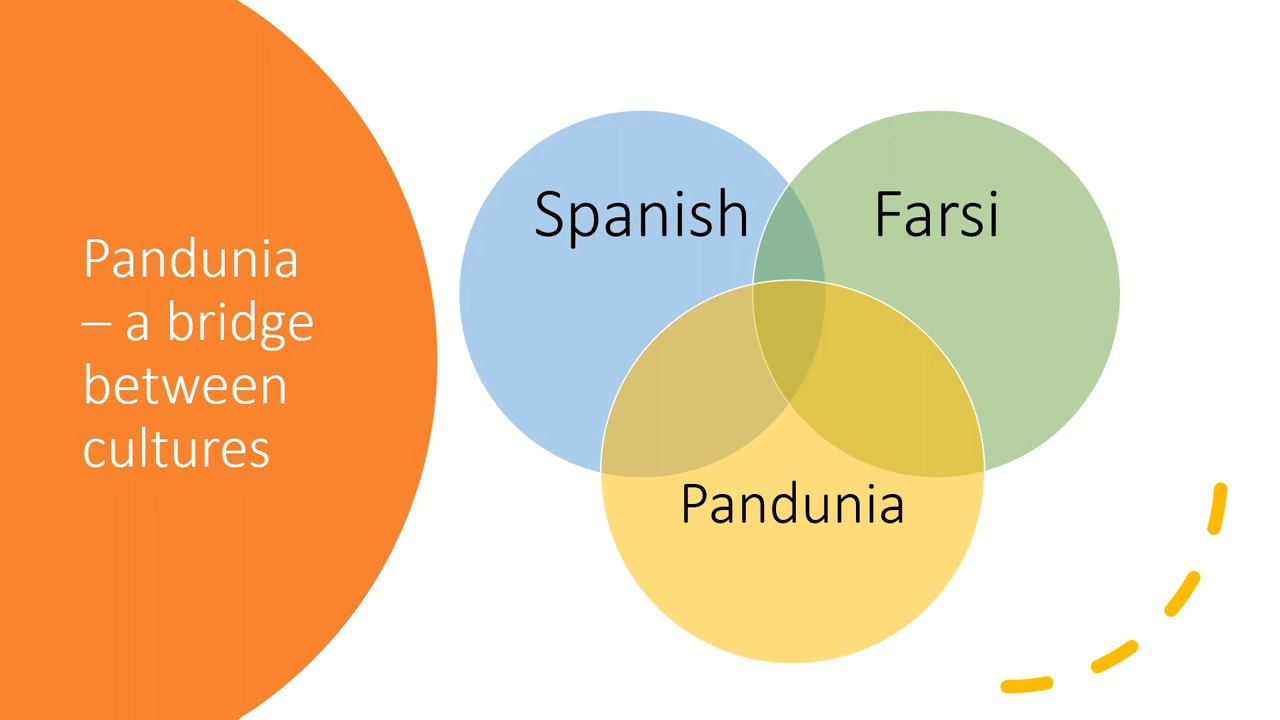 Pandunia
– a bridge
between
cultures
Spanish
Farsi
Pandunia